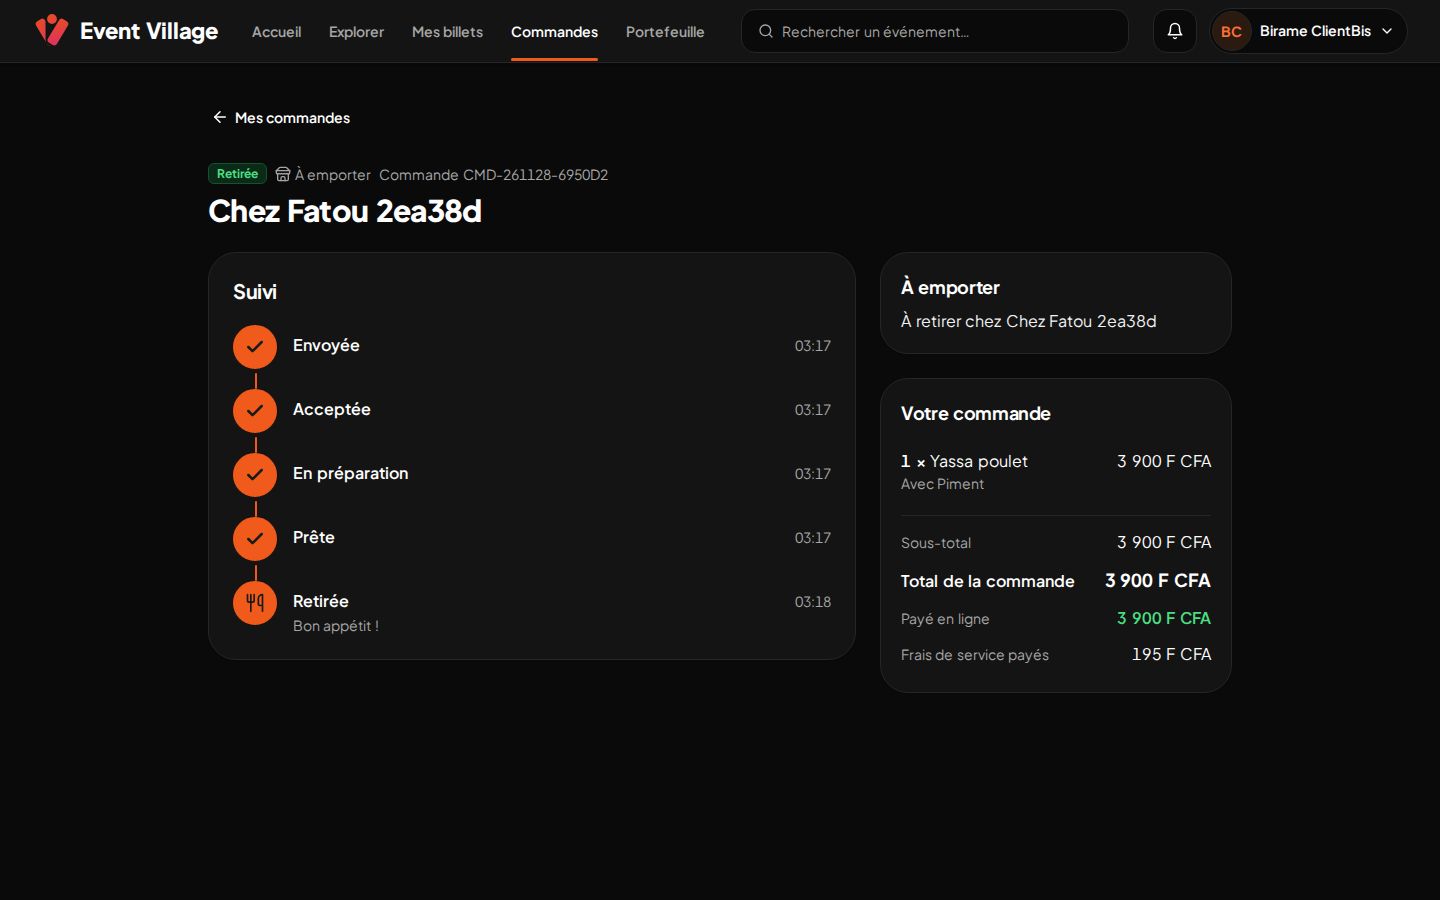 Event Village
Accueil
Explorer
Mes billets
Commandes
Portefeuille
Rechercher un événement…
BC
Birame ClientBis
Mes commandes
Retirée À emporter Commande CMD-261128-6950D2
Chez Fatou 2ea38d
Suivi
Envoyée 03:17
Acceptée 03:17
En préparation 03:17
Prête 03:17
Retirée 03:18
Bon appétit !
À emporter
À retirer chez Chez Fatou 2ea38d
Votre commande
1 × Yassa poulet 3 900 F CFA
Avec Piment
Sous-total 3 900 F CFA
Total de la commande 3 900 F CFA
Payé en ligne 3 900 F CFA
Frais de service payés 195 F CFA